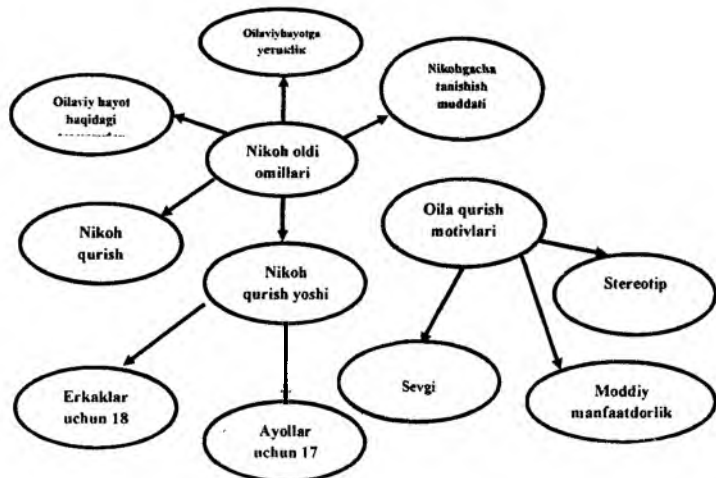 Oilaviyhayotga
yetuklik
Oilaviy hayot
haqidagi
Nikohgacha
tanishish
muddati
Nikoh oldi
omillari
Nikoh
qurish
Nikoh
qurish yoshi
Oila qurish
motivlari
Stereotip
Erkaklar
uchun 18
Ayollar
uchun 17
Sevgi
Moddiy
manfaatdorlik